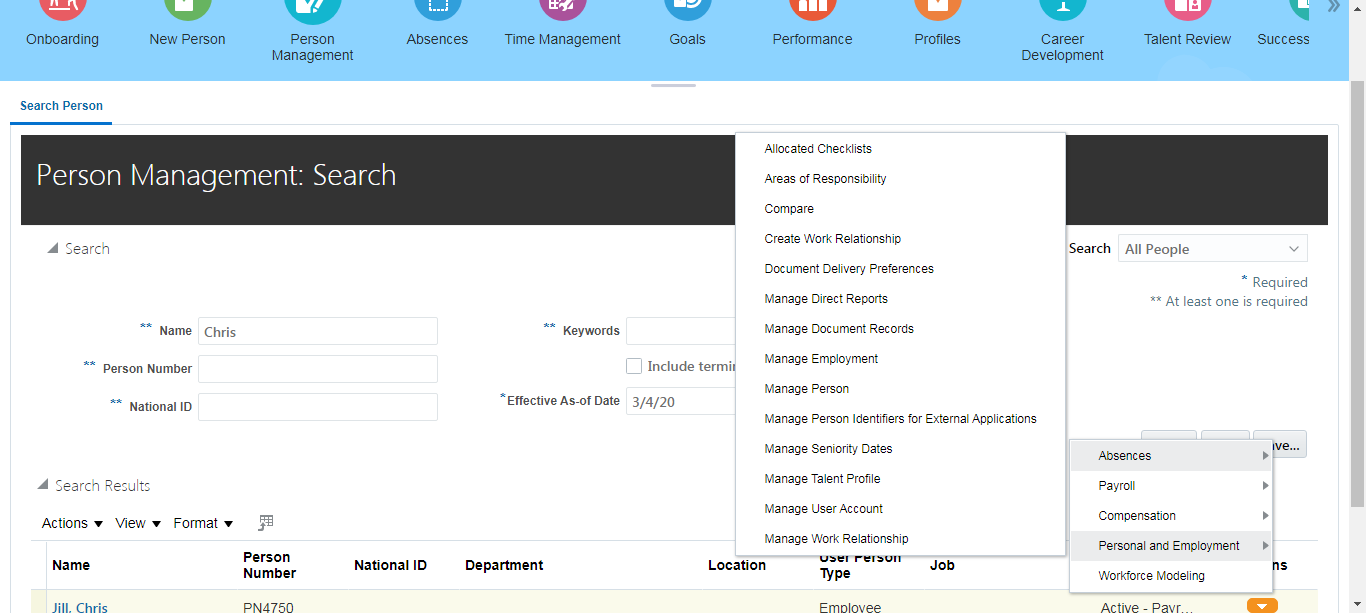 Onboarding
New Person
Person
Management
Absences
Time Management
Goals
Performance
Profiles
Career
Development
Talent Review
Success
Search Person
Person Management: Search
Search
Search All People
* Required
** At least one is required
** Name Chris
** Person Number
** National ID
** Keywords
Include termin
*Effective As-of Date 3/4/20
Allocated Checklists
Areas of Responsibility
Compare
Create Work Relationship
Document Delivery Preferences
Manage Direct Reports
Manage Document Records
Manage Employment
Manage Person
Manage Person Identifiers for External Applications
Manage Seniority Dates
Manage Talent Profile
Manage User Account
Manage Work Relationship
ve...
Absences
Payroll
Compensation
Personal and Employment
Workforce Modeling
Search Results
Actions View Format
Name
Person
Number
National ID
Department
Location
User Person
Type
Job
ns
Jill, Chris PN4750 Employee Active - Payr...